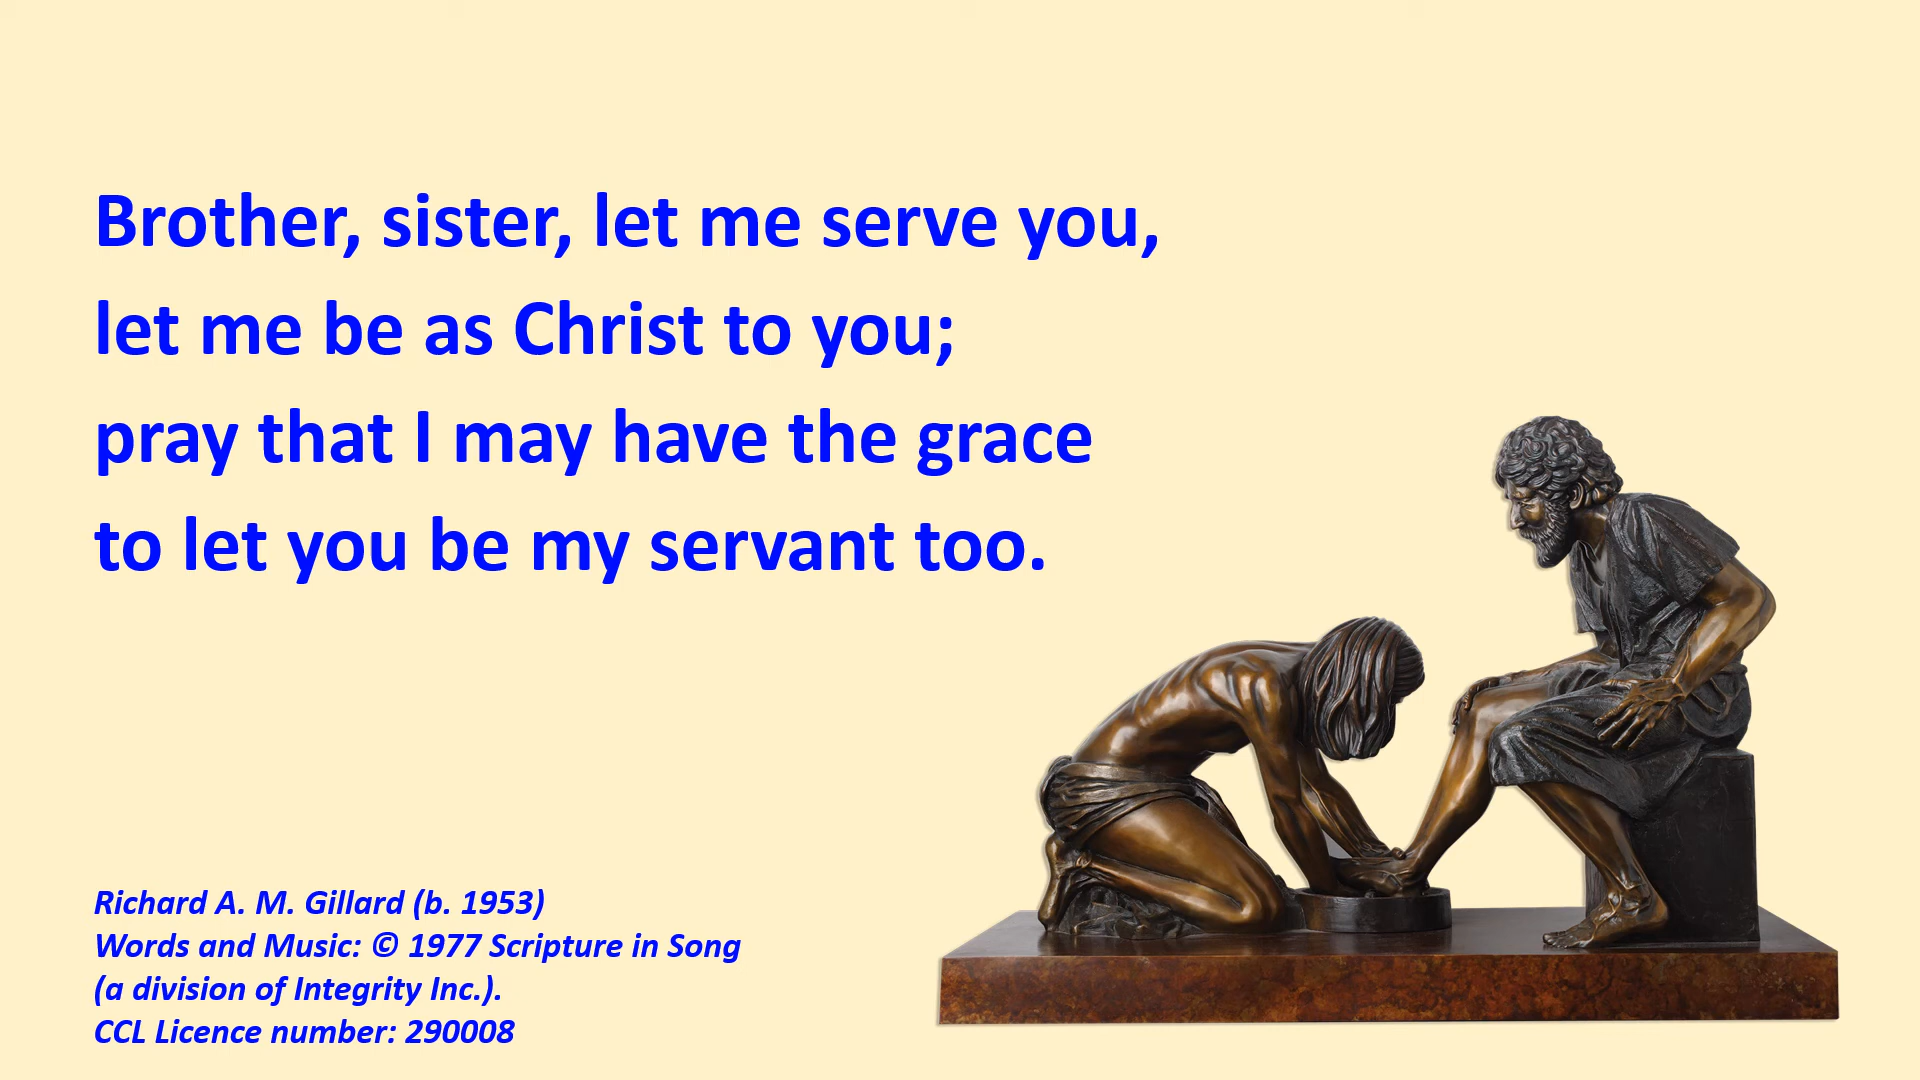 Brother, sister, let me serve you,
let me be as Christ to you;
pray that I may have the grace
to let you be my servant too.
Richard A. M. Gillard (b. 1953)
Words and Music: © 1977 Scripture in Song
(a division of Integrity Inc.).
CCL Licence number: 290008